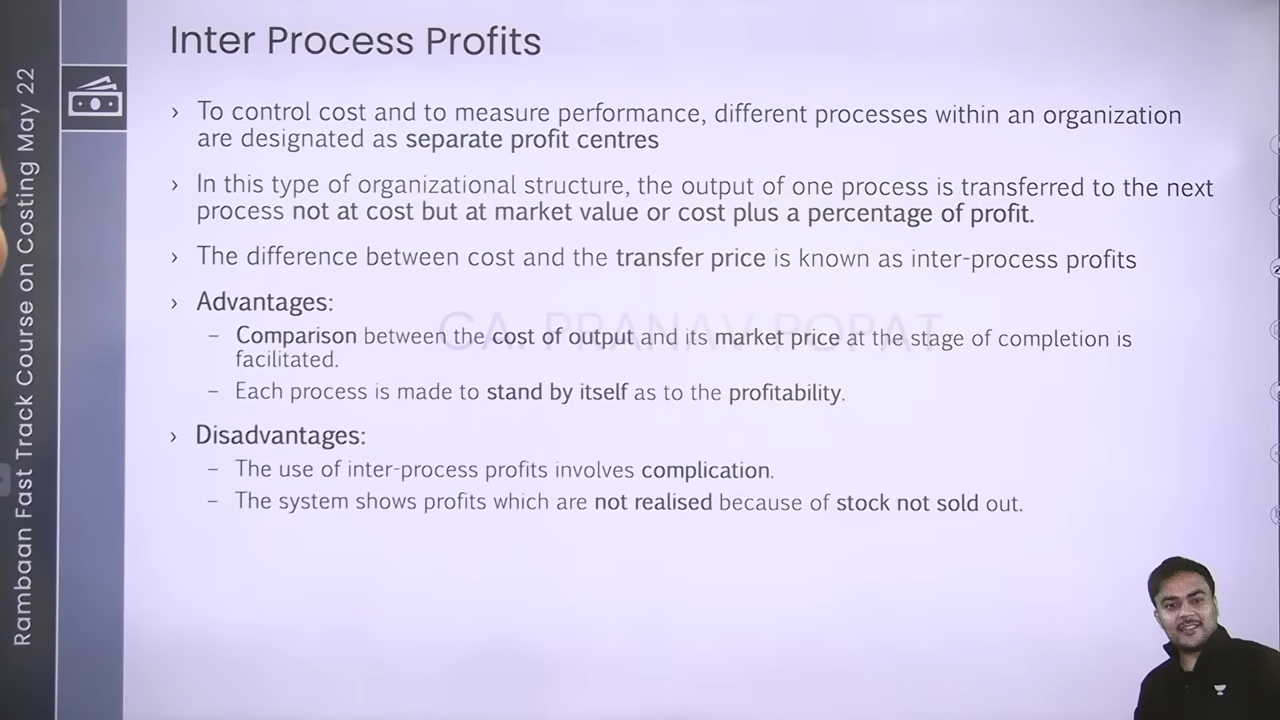 Inter Process Profits
Rambaan Fast Track Course on Costing May 22
› To control cost and to measure performance, different processes within an organization
are designated as separate profit centres
› In this type of organizational structure, the output of one process is transferred to the next
process not at cost but at market value or cost plus a percentage of profit.
› The difference between cost and the transfer price is known as inter-process profits
› Advantages:
– Comparison between the cost of output and its market price at the stage of completion is
facilitated.
– Each process is made to stand by itself as to the profitability.
› Disadvantages:
– The use of inter-process profits involves complication.
– The system shows profits which are not realised because of stock not sold out.
CA. PRANAV POPAT